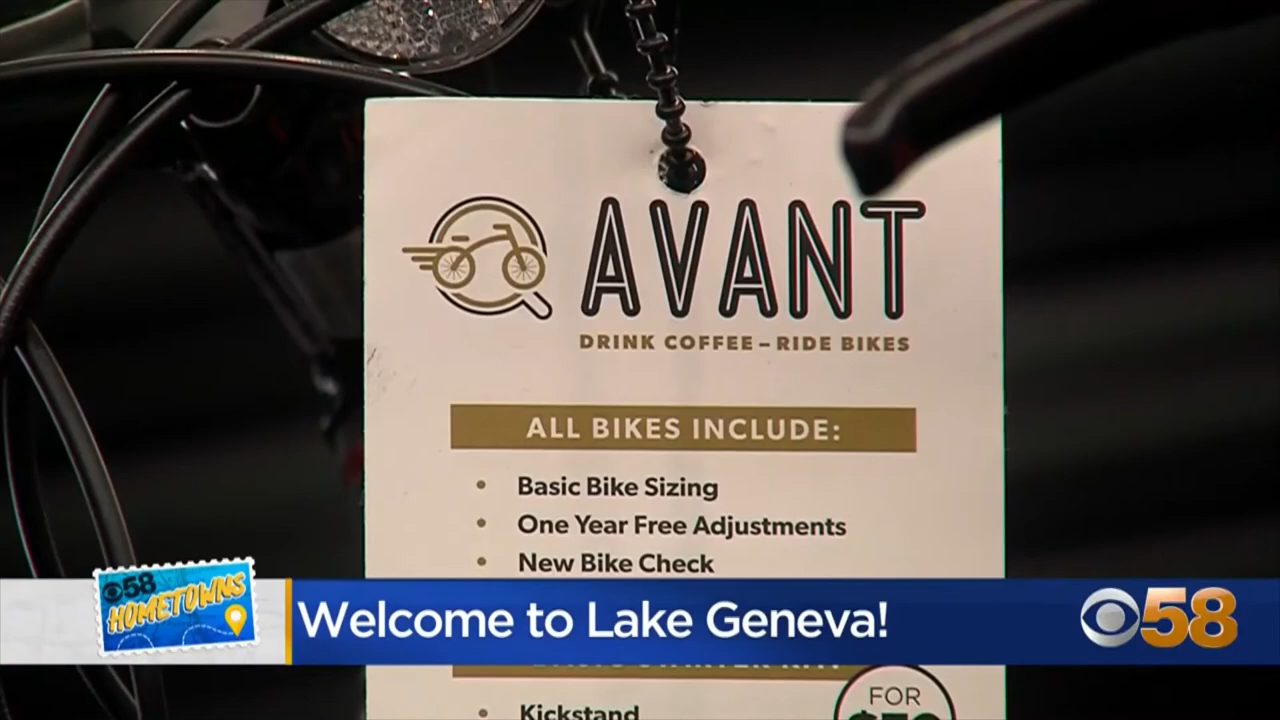 AVANT
DRINK COFFEE – RIDE BIKES
ALL BIKES INCLUDE:
• Basic Bike Sizing
• One Year Free Adjustments
• New Bike Check
58
HOMETOWNS
Welcome to Lake Geneva!
58
FOR
• Kickstand